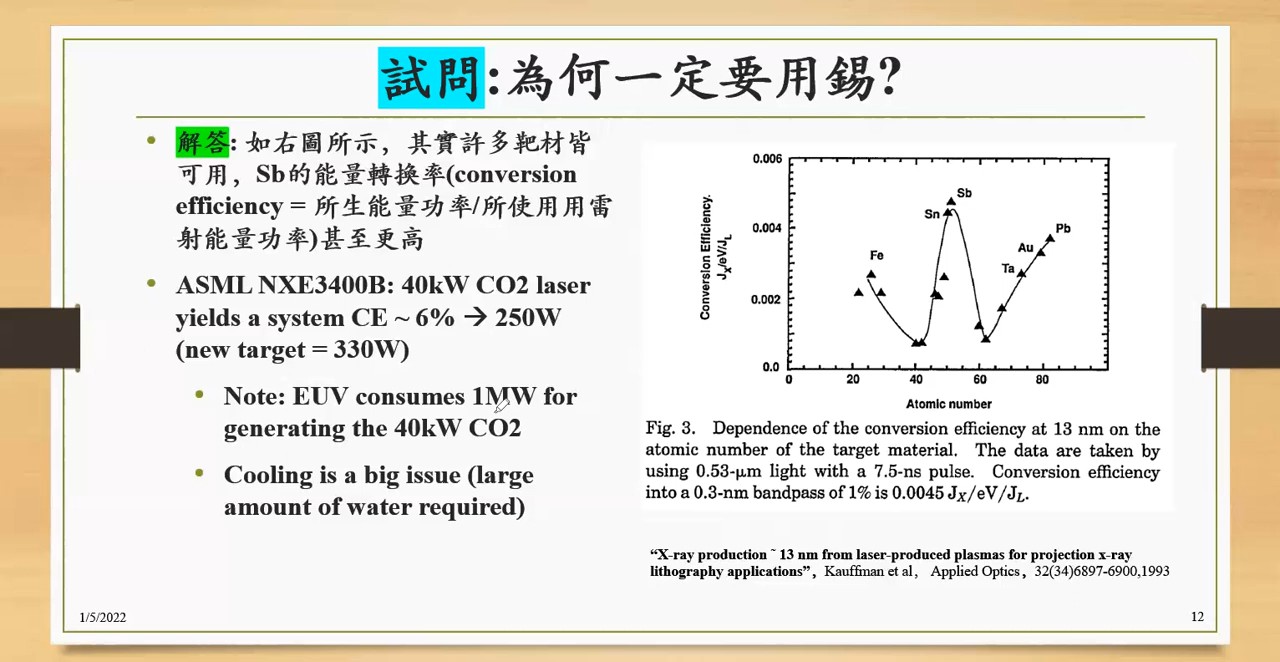 試問:為何一定要用錫?
解答: 如右圖所示，其實許多靶材皆
可用，Sb的能量轉換率(conversion
efficiency = 所生能量功率/所使用用雷
射能量功率)甚至更高
ASML NXE3400B: 40kW CO2 laser
yields a system CE ~ 6% → 250W
(new target = 330W)
Note: EUV consumes 1MW for
generating the 40kW CO2
Cooling is a big issue (large
amount of water required)
0.006
0.004
0.002
0.0
Conversion Efficiency.
Jx/eV/JL
Fe
Sn
Sb
Ta
Au
Pb
0
20
40
60
80
Atomic number
Fig. 3. Dependence of the conversion efficiency at 13 nm on the
atomic number of the target material. The data are taken by
using 0.53-μm light with a 7.5-ns pulse. Conversion efficiency
into a 0.3-nm bandpass of 1% is 0.0045 JX/eV/JL.
“X-ray production ~ 13 nm from laser-produced plasmas for projection x-ray
lithography applications”, Kauffman et al, Applied Optics, 32(34)6897-6900,1993
1/5/2022
12